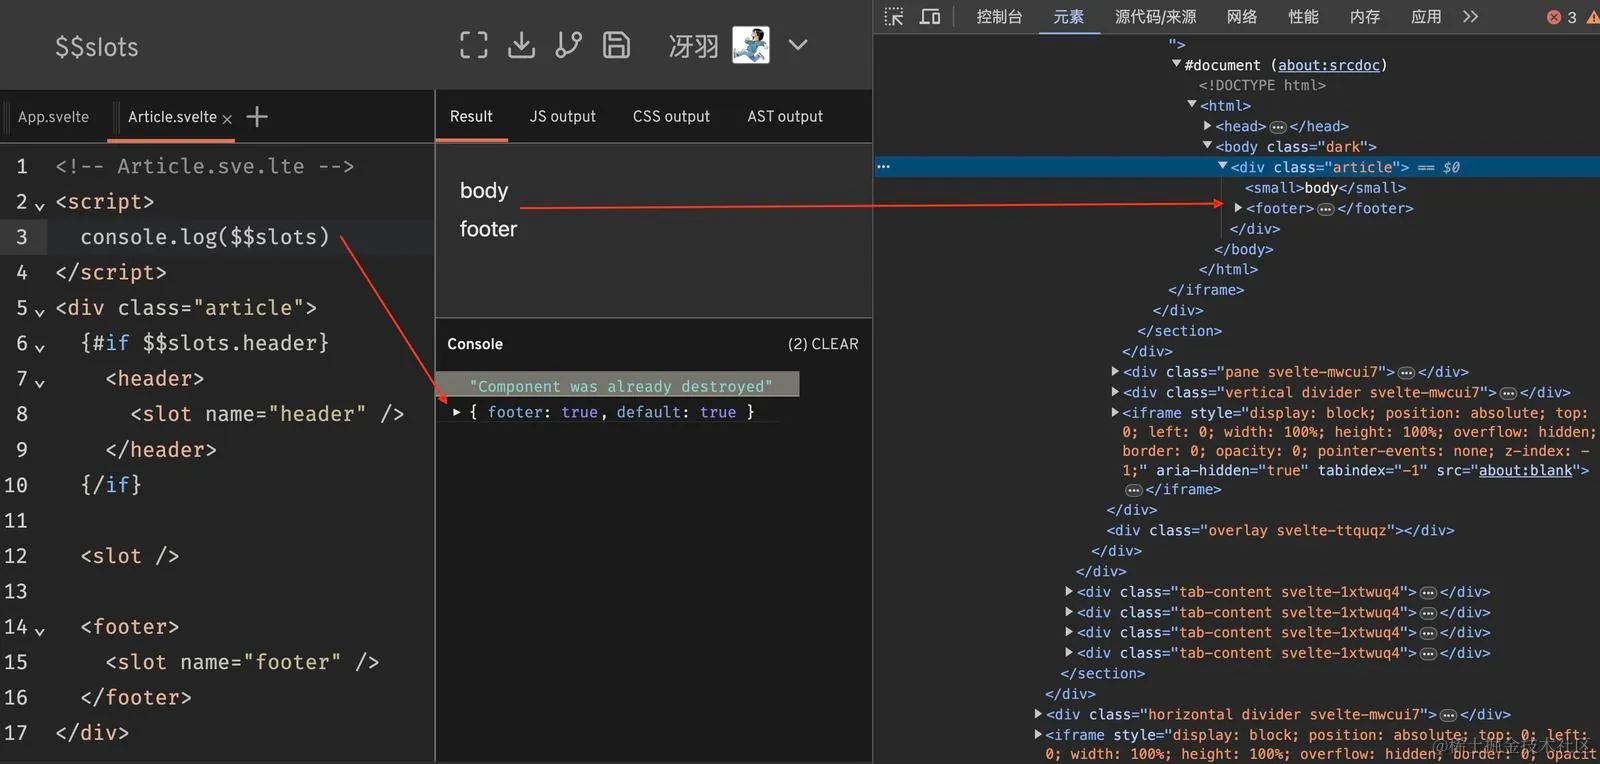 $$slots
冴羽
App.svelte
Article.svelte ×
1 <!-- Article.sve.lte -->
2 <script>
3 console.log($$slots)
4 </script>
5 <div class="article">
6 {#if $$slots.header}
7 <header>
8 <slot name="header" />
9 </header>
10 {/if}
11
12 <slot />
13
14 <footer>
15 <slot name="footer" />
16 </footer>
17 </div>
Result JS output CSS output AST output
body
footer
Console (2) CLEAR
"Component was already destroyed"
▶ { footer: true, default: true }
控制台 元素 源代码/来源 网络 性能 内存 应用 >> 3
">
▼#document (about:srcdoc)
<!DOCTYPE html>
▼<html>
▶<head>…</head>
▼<body class="dark">
… ▼<div class="article"> == $0
<small>body</small>
▶<footer>…</footer>
</div>
</body>
</html>
</iframe>
</div>
</section>
</div>
▶<div class="pane svelte-mwcui7">…</div>
▶<div class="vertical divider svelte-mwcui7">…</div>
▶<iframe style="display: block; position: absolute; top:
0; left: 0; width: 100%; height: 100%; overflow: hidden;
border: 0; opacity: 0; pointer-events: none; z-index: -
1;" aria-hidden="true" tabindex="-1" src="about:blank">
…</iframe>
</div>
<div class="overlay svelte-ttquqz"></div>
</div>
</div>
▶<div class="tab-content svelte-1xtwuq4">…</div>
▶<div class="tab-content svelte-1xtwuq4">…</div>
▶<div class="tab-content svelte-1xtwuq4">…</div>
▶<div class="tab-content svelte-1xtwuq4">…</div>
</section>
</div>
▶<div class="horizontal divider svelte-mwcui7">…</div>
▶<iframe style="display: block; position: absolute; top: 0; left:
0; width: 100%; height: 100%; overflow: hidden; border: 0; opacit
@稀土掘金技术社区